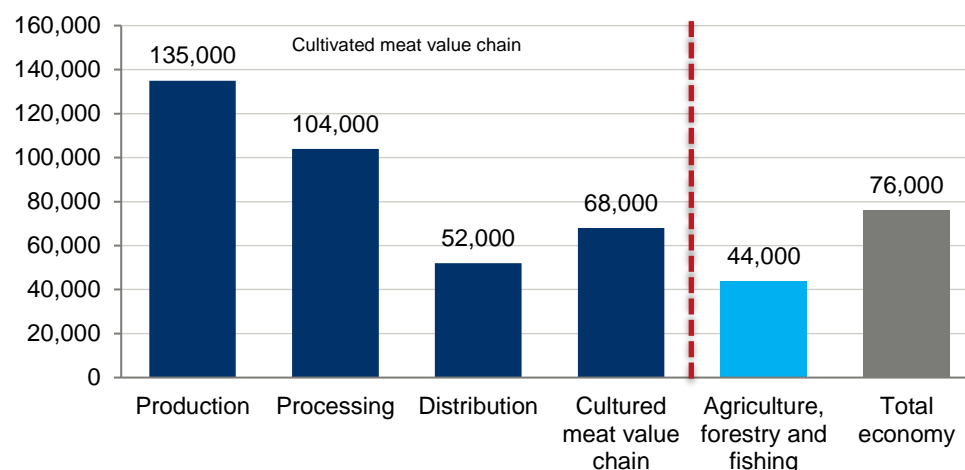 160,000
140,000
120,000
100,000
80,000
60,000
40,000
20,000
0
Cultivated meat value chain
135,000
104,000
52,000
68,000
44,000
76,000
Production
Processing
Distribution
Cultured
meat value
chain
Agriculture,
forestry and
fishing
Total
economy